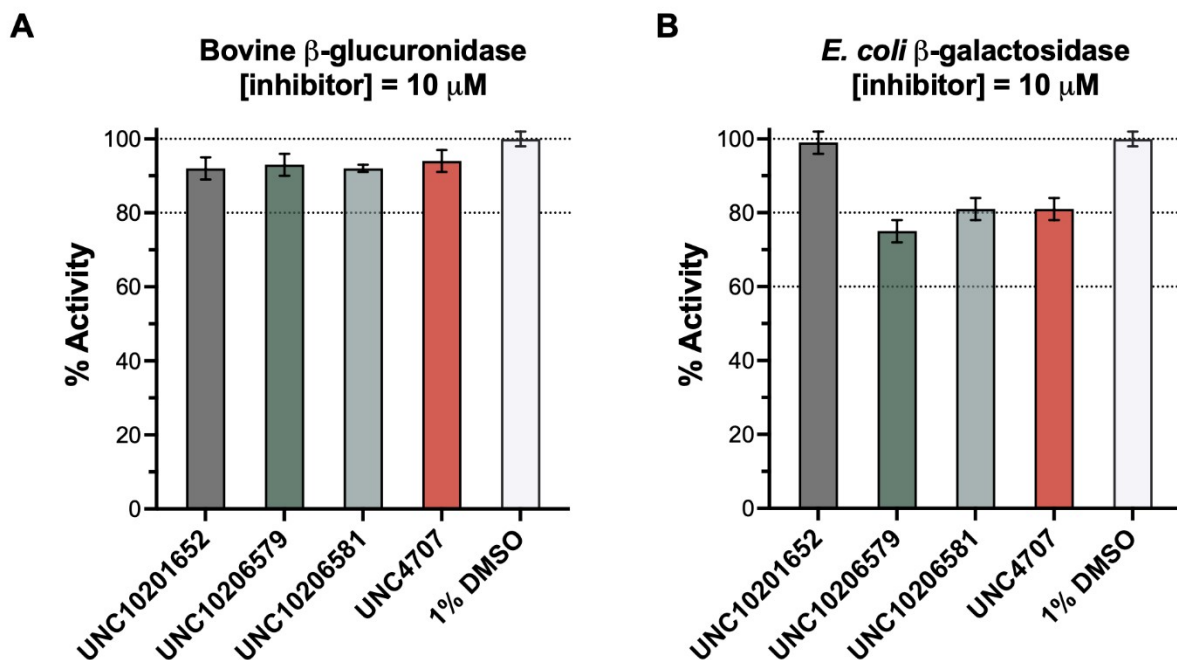 A
Bovine β-glucuronidase
[inhibitor] = 10 μM
% Activity
100
80
60
40
20
0
UNC10201652
UNC10206579
UNC10206581
UNC4707
1% DMSO
B
E. coli β-galactosidase
[inhibitor] = 10 μM
% Activity
100
80
60
40
20
0
UNC10201652
UNC10206579
UNC10206581
UNC4707
1% DMSO